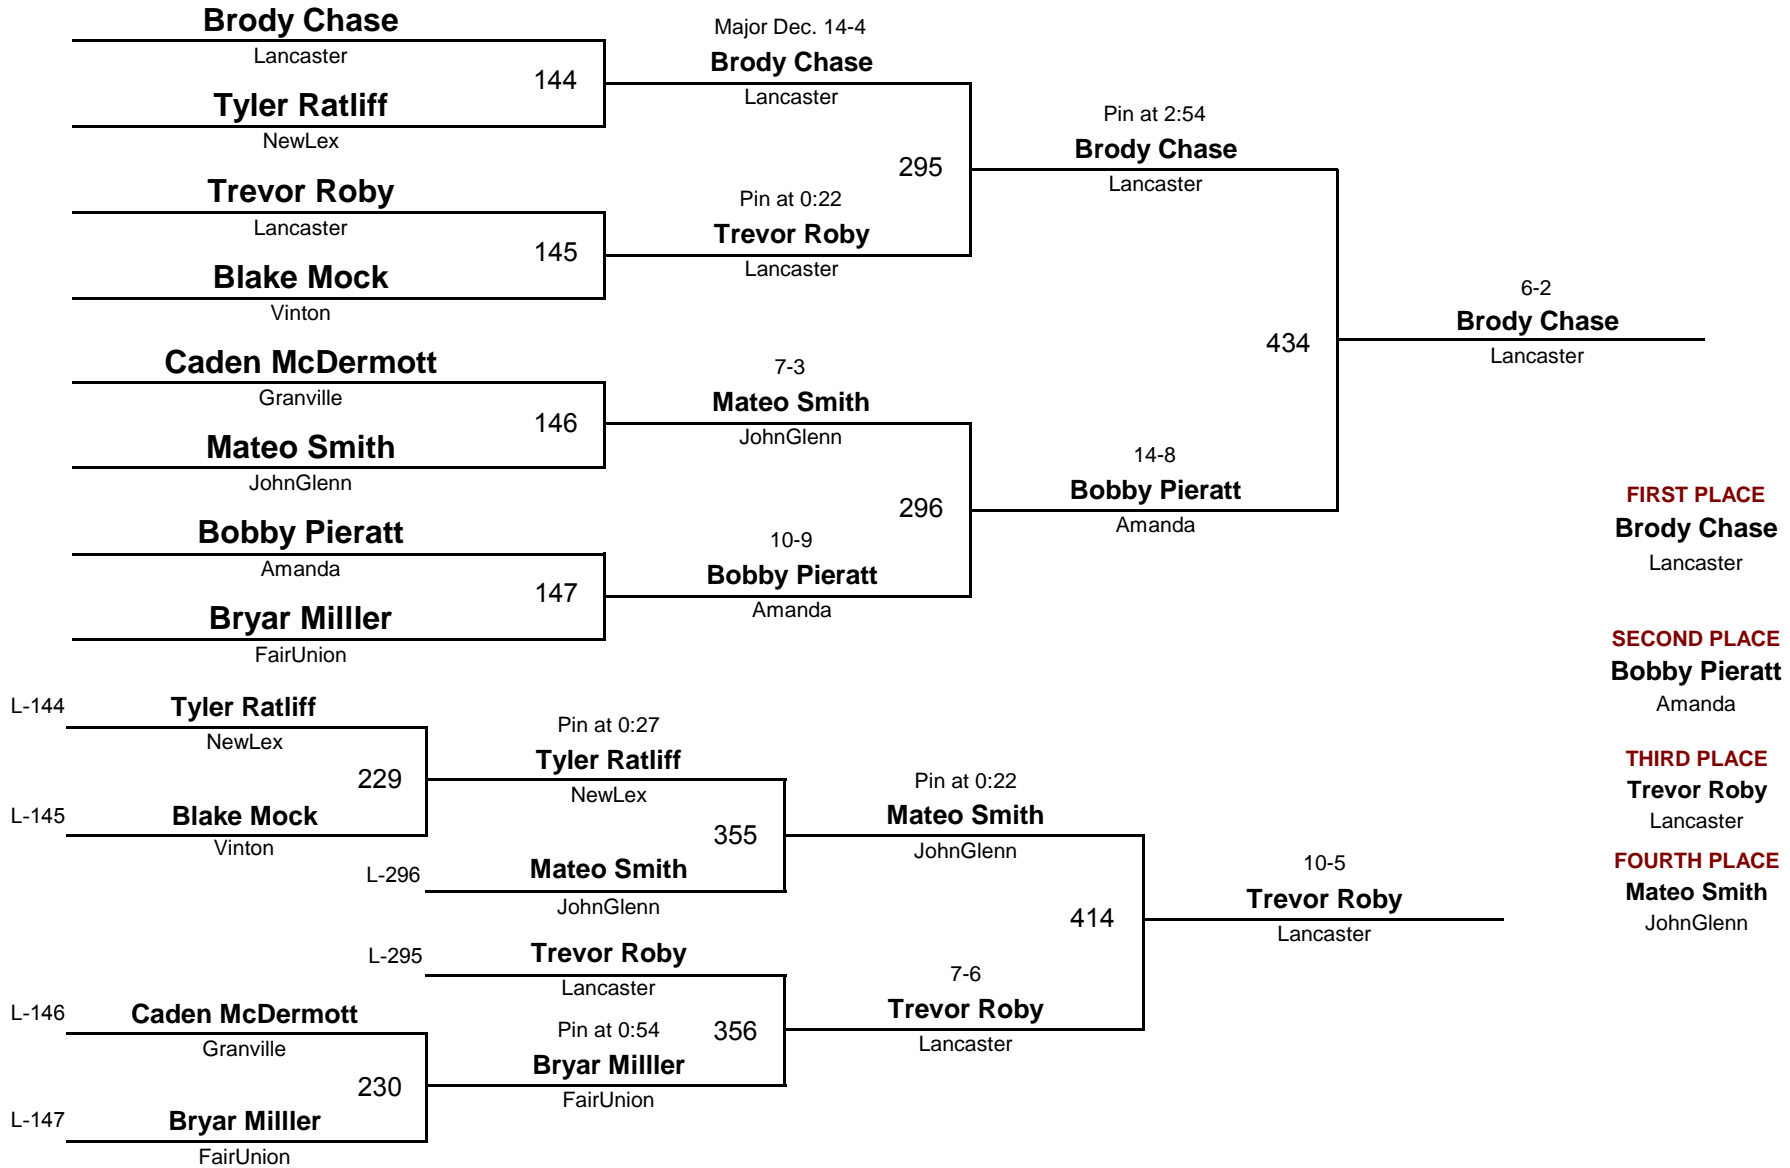 Brody Chase
Lancaster
144
Tyler Ratliff
NewLex
Trevor Roby
Lancaster
145
Blake Mock
Vinton
Caden McDermott
Granville
146
Mateo Smith
JohnGlenn
Bobby Pieratt
Amanda
147
Bryar Milller
FairUnion
Major Dec. 14-4
Brody Chase
Lancaster
295
Pin at 0:22
Trevor Roby
Lancaster
7-3
Mateo Smith
JohnGlenn
296
10-9
Bobby Pieratt
Amanda
Pin at 2:54
Brody Chase
Lancaster
434
14-8
Bobby Pieratt
Amanda
6-2
Brody Chase
Lancaster
FIRST PLACE
Brody Chase
Lancaster
SECOND PLACE
Bobby Pieratt
Amanda
THIRD PLACE
Trevor Roby
Lancaster
FOURTH PLACE
Mateo Smith
JohnGlenn
L-144
Tyler Ratliff
NewLex
229
L-145
Blake Mock
Vinton
L-146
Caden McDermott
Granville
230
L-147
Bryar Milller
FairUnion
Pin at 0:27
Tyler Ratliff
NewLex
355
L-296
Mateo Smith
JohnGlenn
L-295
Trevor Roby
Lancaster
356
Pin at 0:54
Bryar Milller
FairUnion
Pin at 0:22
Mateo Smith
JohnGlenn
414
7-6
Trevor Roby
Lancaster
10-5
Trevor Roby
Lancaster